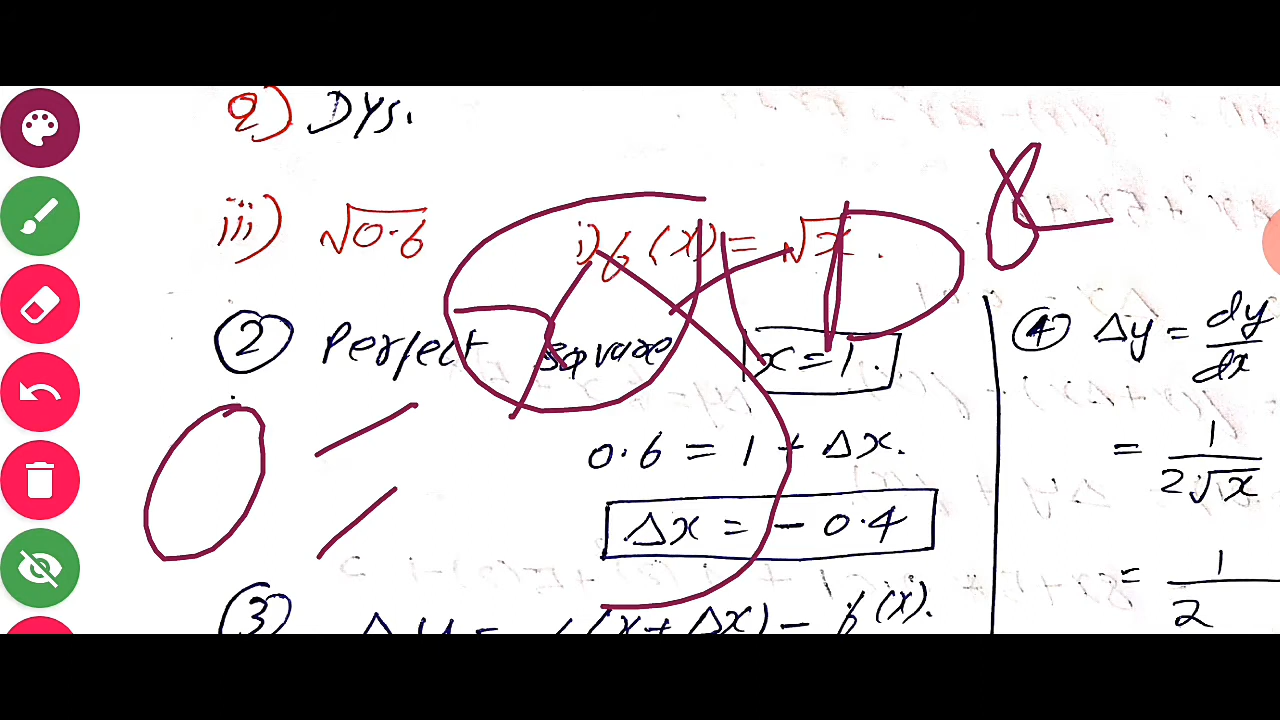 Q) DYS.
iii) √0.6 i) f(x) = √x.
② Perfect square x = 1.
0.6 = 1 + Δx.
Δx = - 0.4
③ Δy = f(x + Δx) - f(x).
④ Δy = dy/dx
= 1/2√x
= 1/2